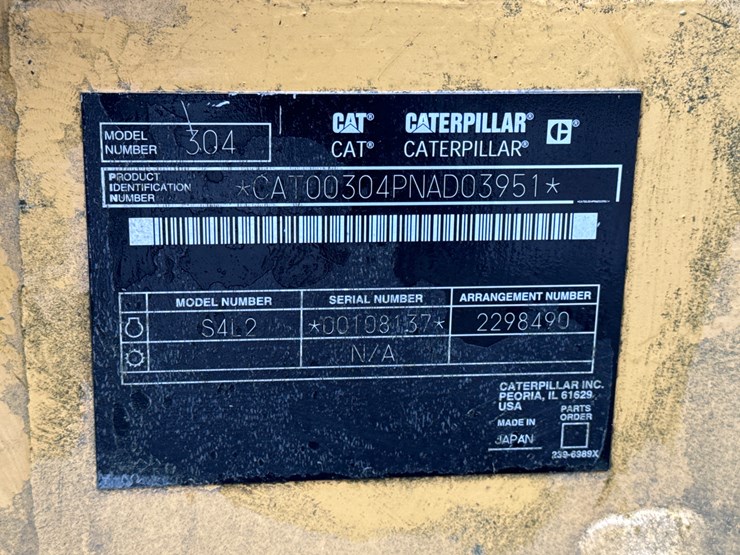 CAT® CATERPILLAR® C®
CAT® CATERPILLAR®
MODEL NUMBER 304
PRODUCT IDENTIFICATION NUMBER *CAT00304PNAD03951*
MODEL NUMBER SERIAL NUMBER ARRANGEMENT NUMBER
S4L2 *00108137* 2298490
N/A
CATERPILLAR INC.
PEORIA, IL 61629
USA
PARTS ORDER
MADE IN
JAPAN
239-6989X